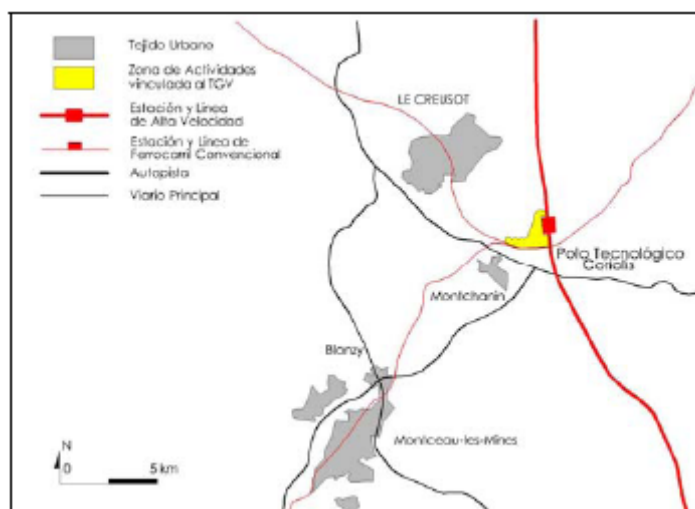 Tejido Urbano
Zona de Actividades
vinculada al TGV
Estación y Línea
de Alta Velocidad
Estación y Línea de
Ferrocarril Convencional
Autopista
Viario Principal
LE CREUSOT
Polo Tecnológico
Coriolis
Montchanin
Blanzy
Montceau-les-Mines
N
0 5 km